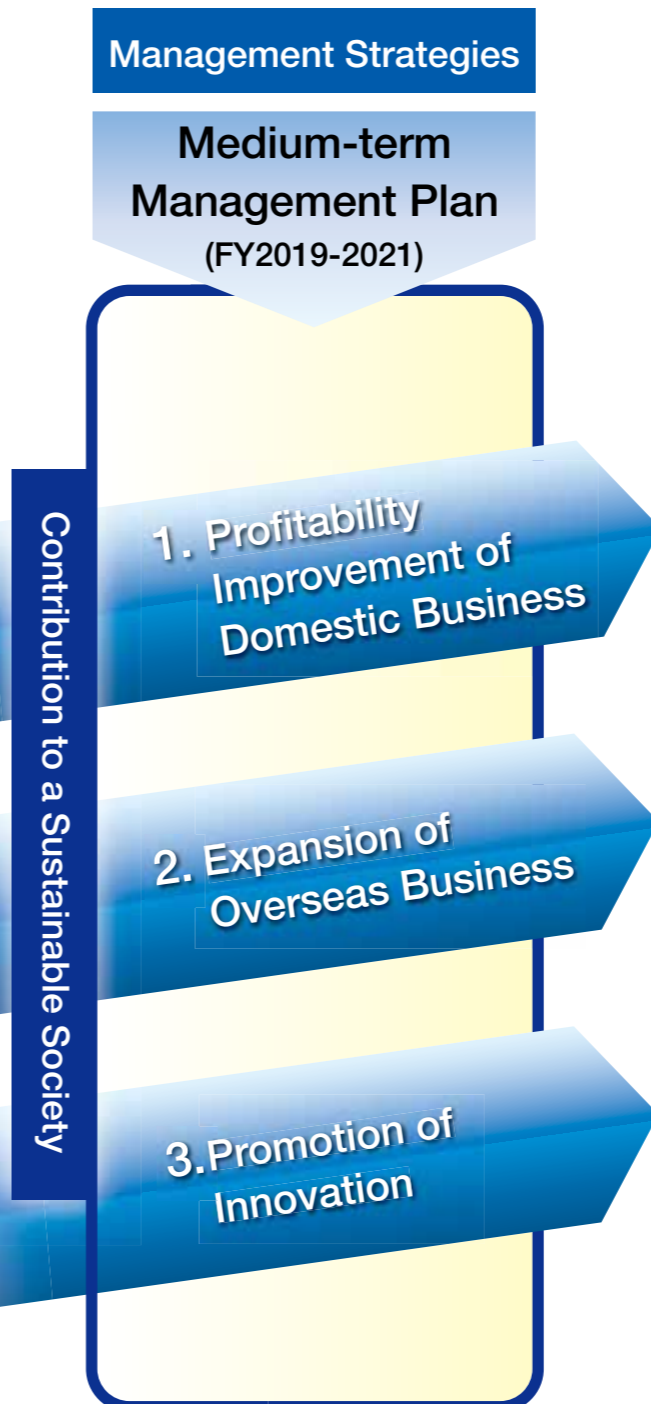 Management Strategies
Medium-term
Management Plan
(FY2019-2021)
Contribution to a Sustainable Society
1. Profitability
Improvement of
Domestic Business
2. Expansion of
Overseas Business
3.Promotion of
Innovation